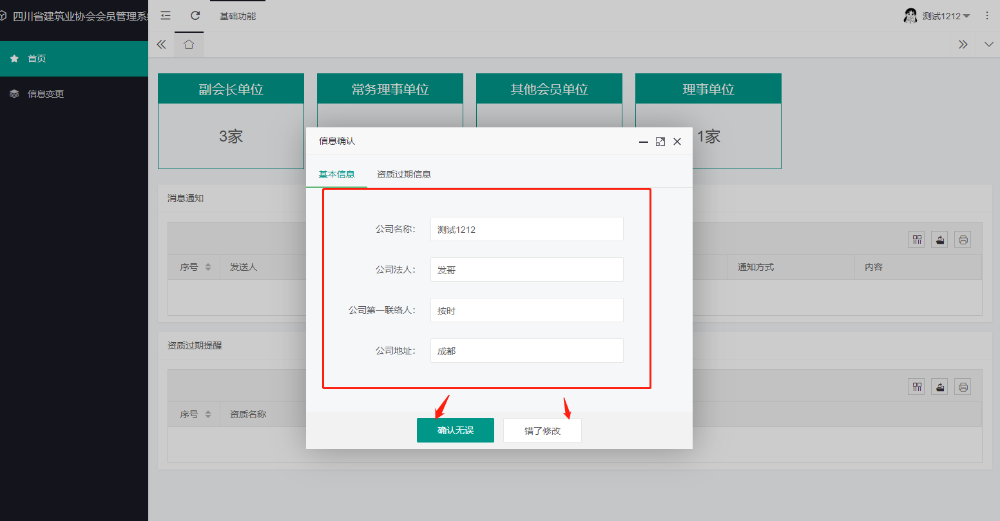 四川省建筑业协会会员管理系
基础功能
测试1212
首页
信息变更
副会长单位
常务理事单位
其他会员单位
理事单位
3家
1家
信息确认
基本信息
资质过期信息
消息通知
公司名称：
测试1212
序号
发送人
通知方式
内容
公司法人：
发哥
公司第一联络人：
按时
资质过期提醒
公司地址：
成都
序号
资质名称
确认无误
错了修改